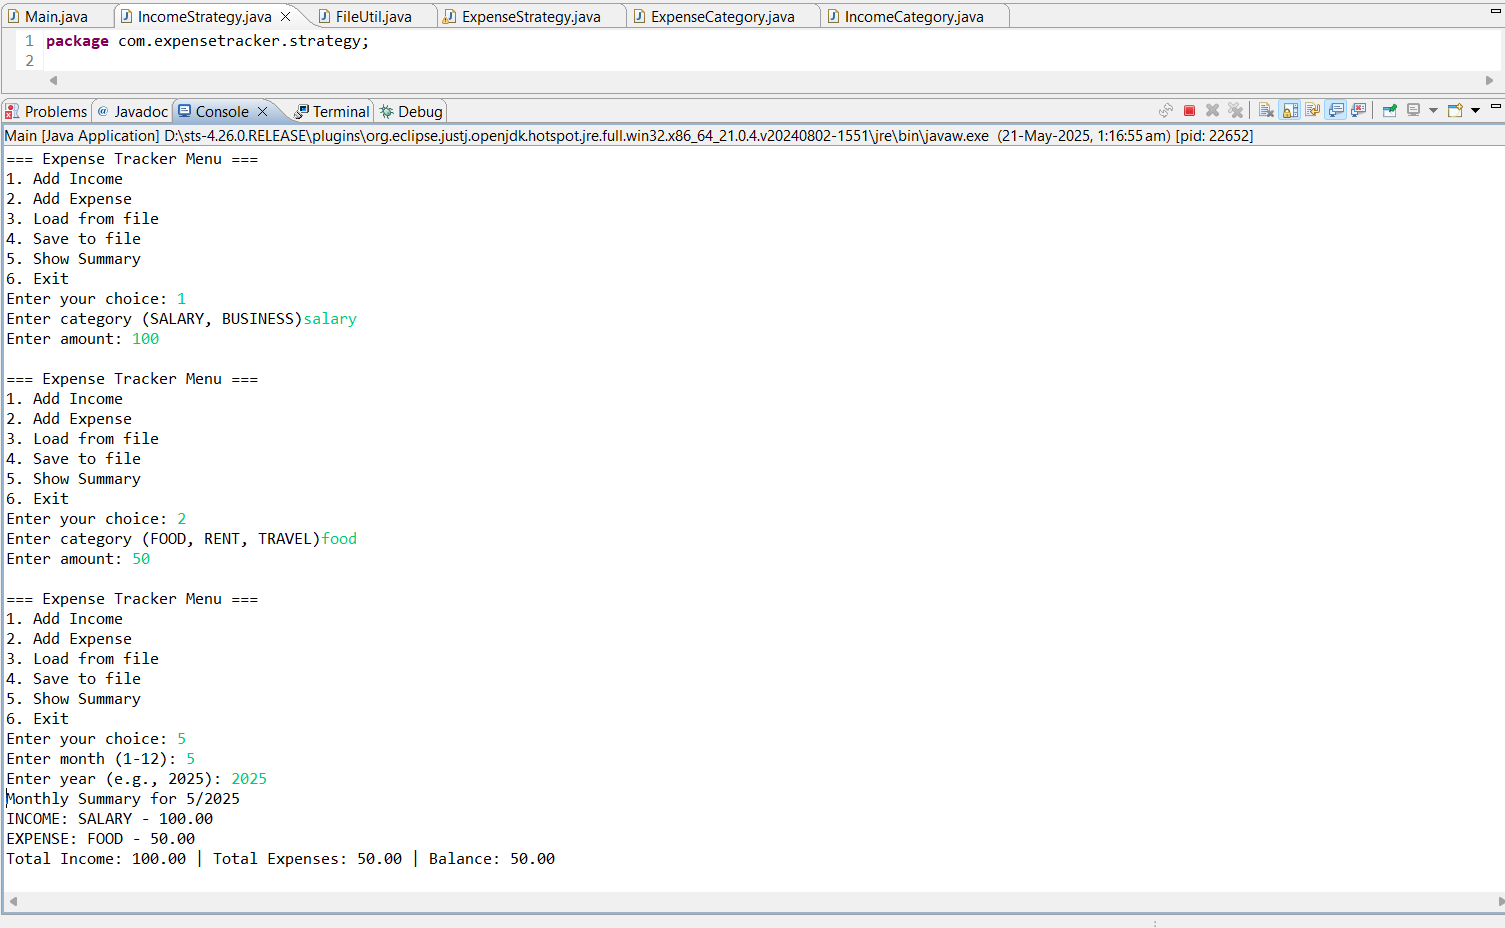 Main.java IncomeStrategy.java FileUtil.java ExpenseStrategy.java ExpenseCategory.java IncomeCategory.java
1 package com.expensetracker.strategy;
2
Problems @ Javadoc Console Terminal Debug
Main [Java Application] D:\sts-4.26.0.RELEASE\plugins\org.eclipse.justj.openjdk.hotspot.jre.full.win32.x86_64_21.0.4.v20240802-1551\jre\bin\javaw.exe (21-May-2025, 1:16:55 am) [pid: 22652]
=== Expense Tracker Menu ===
1. Add Income
2. Add Expense
3. Load from file
4. Save to file
5. Show Summary
6. Exit
Enter your choice: 1
Enter category (SALARY, BUSINESS)salary
Enter amount: 100
=== Expense Tracker Menu ===
1. Add Income
2. Add Expense
3. Load from file
4. Save to file
5. Show Summary
6. Exit
Enter your choice: 2
Enter category (FOOD, RENT, TRAVEL)food
Enter amount: 50
=== Expense Tracker Menu ===
1. Add Income
2. Add Expense
3. Load from file
4. Save to file
5. Show Summary
6. Exit
Enter your choice: 5
Enter month (1-12): 5
Enter year (e.g., 2025): 2025
Monthly Summary for 5/2025
INCOME: SALARY - 100.00
EXPENSE: FOOD - 50.00
Total Income: 100.00 | Total Expenses: 50.00 | Balance: 50.00